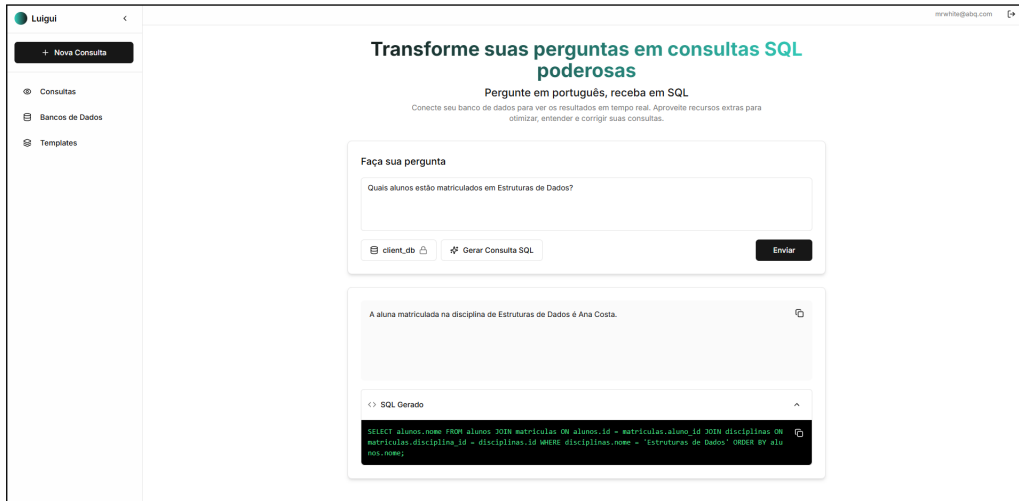 Luigui
mrwhite@abq.com
+ Nova Consulta
Consultas
Bancos de Dados
Templates
Transforme suas perguntas em consultas SQL
poderosas
Pergunte em português, receba em SQL
Conecte seu banco de dados para ver os resultados em tempo real. Aproveite recursos extras para
otimizar, entender e corrigir suas consultas.
Faça sua pergunta
Quais alunos estão matriculados em Estruturas de Dados?
client_db
Gerar Consulta SQL
Enviar
A aluna matriculada na disciplina de Estruturas de Dados é Ana Costa.
<> SQL Gerado
SELECT alunos.nome FROM alunos JOIN matriculas ON alunos.id = matriculas.aluno_id JOIN disciplinas ON
matriculas.disciplina_id = disciplinas.id WHERE disciplinas.nome = 'Estruturas de Dados' ORDER BY alu
nos.nome;